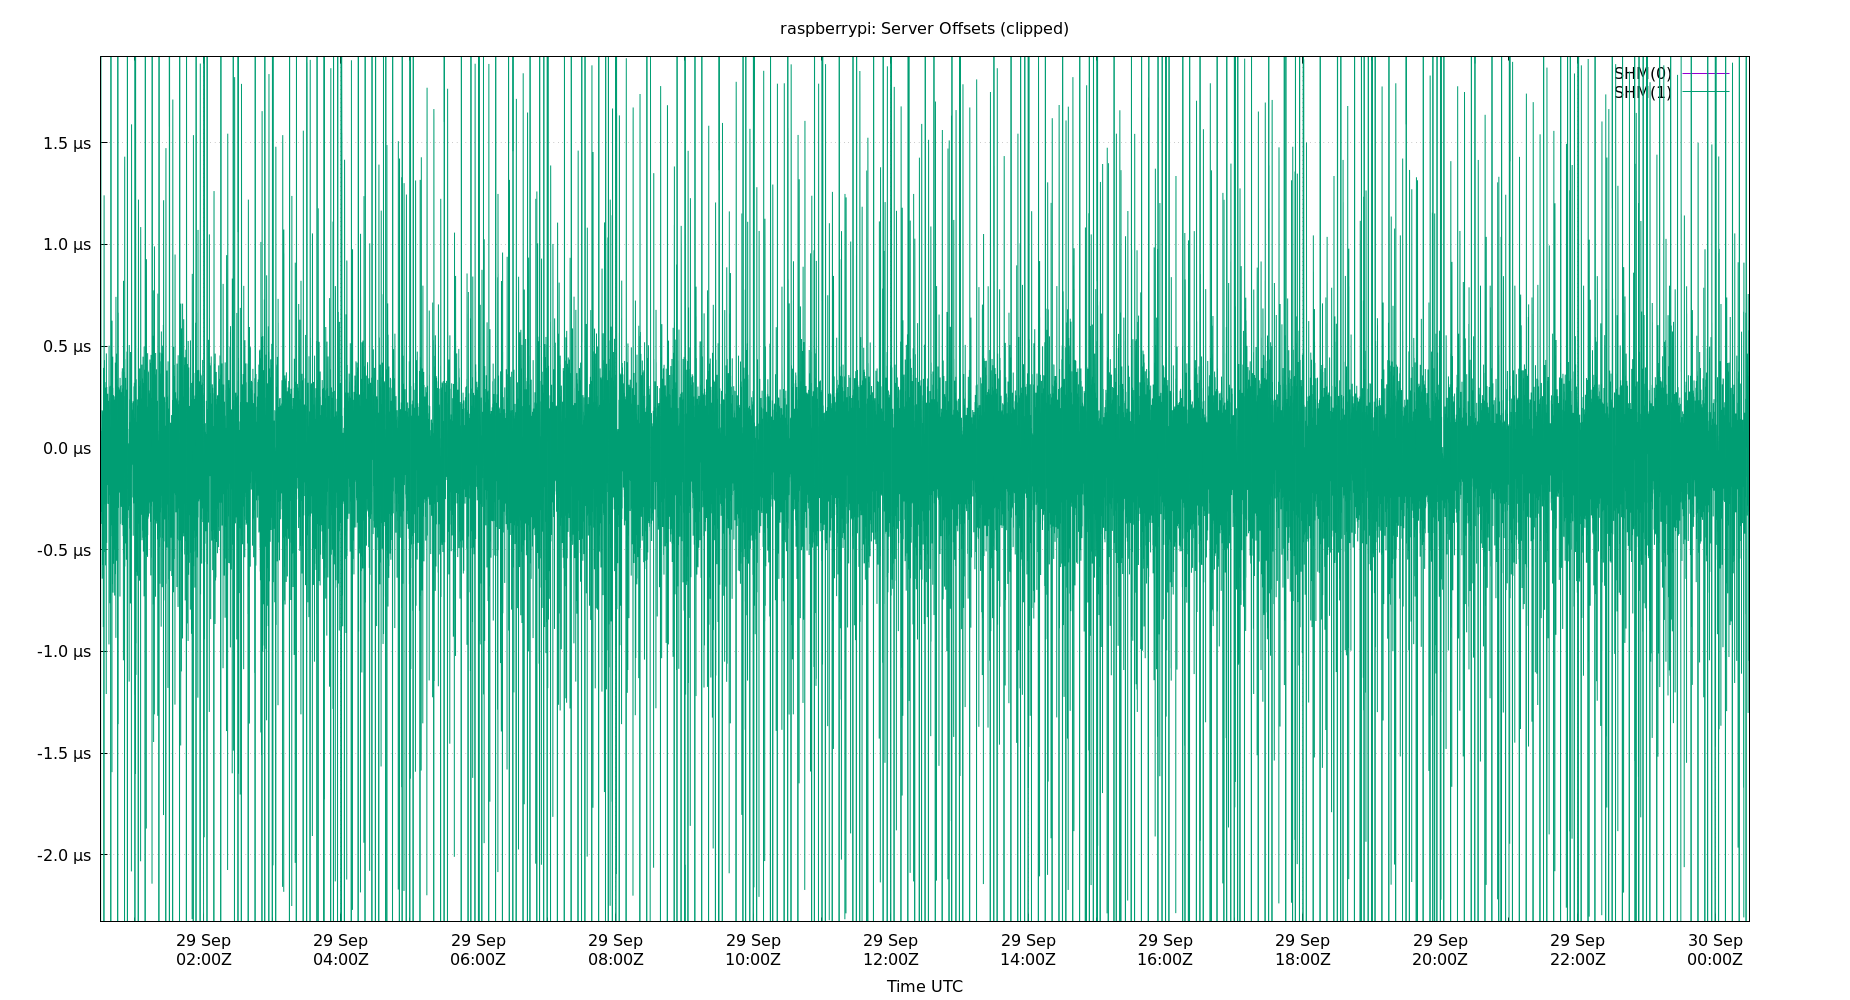 raspberrypi: Server Offsets (clipped)
SHM(0)
SHM(1)
1.5 µs
1.0 µs
0.5 µs
0.0 µs
-0.5 µs
-1.0 µs
-1.5 µs
-2.0 µs
29 Sep 29 Sep 29 Sep 29 Sep 29 Sep 29 Sep 29 Sep 29 Sep 29 Sep 29 Sep 29 Sep 30 Sep
02:00Z 04:00Z 06:00Z 08:00Z 10:00Z 12:00Z 14:00Z 16:00Z 18:00Z 20:00Z 22:00Z 00:00Z
Time UTC